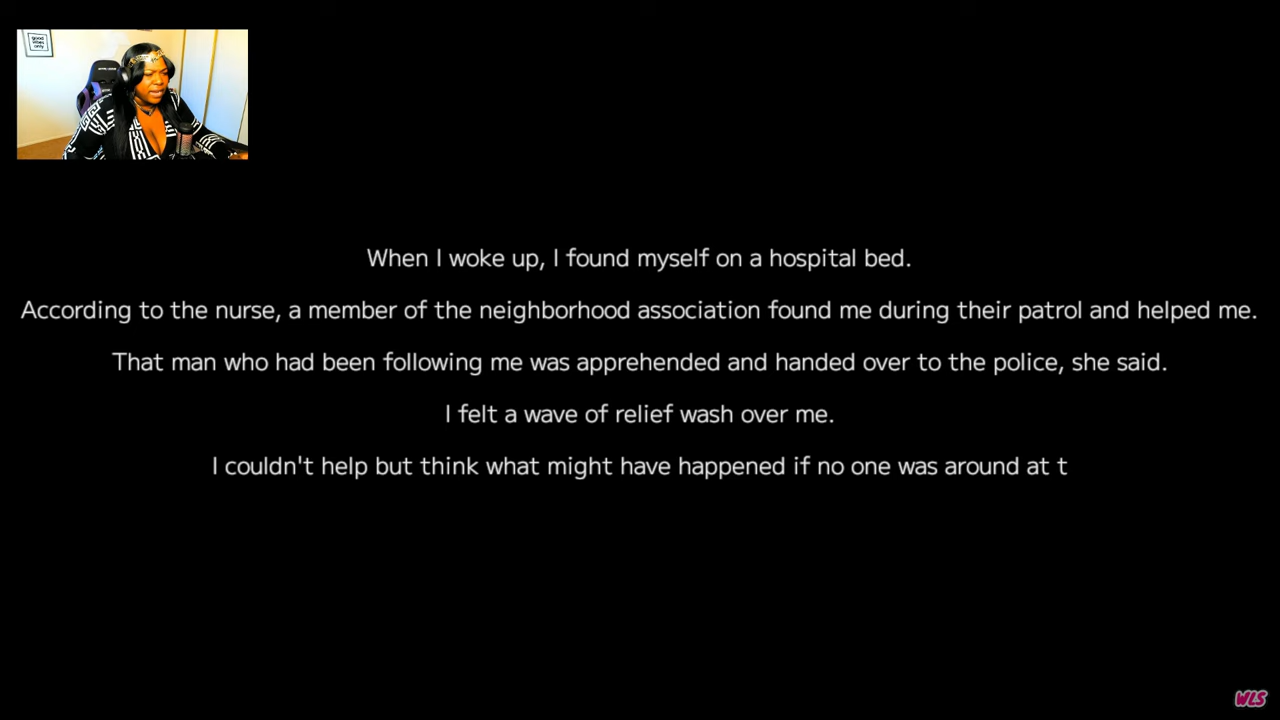 good
vibes
only
When I woke up, I found myself on a hospital bed.
According to the nurse, a member of the neighborhood association found me during their patrol and helped me.
That man who had been following me was apprehended and handed over to the police, she said.
I felt a wave of relief wash over me.
I couldn't help but think what might have happened if no one was around at t
WLS